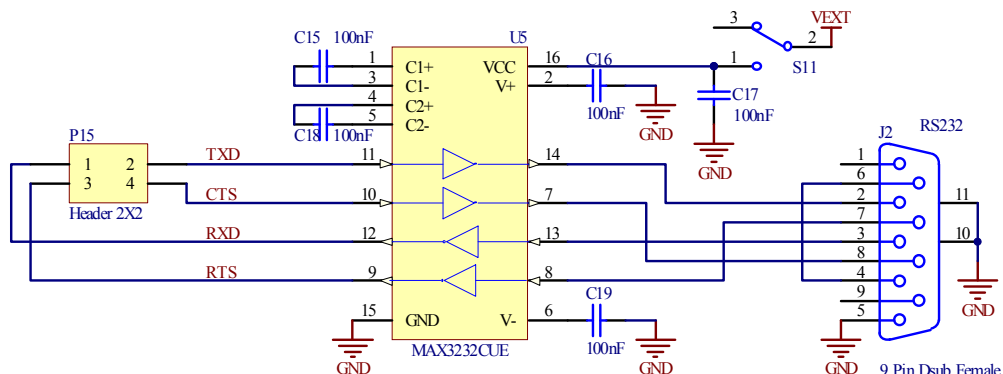 3
VEXT
2
1
S11
U5
C15
100nF
1
3
4
5
C1+
C1-
C2+
C2-
C18
100nF
VCC
V+
16
2
C16
100nF
GND
C17
100nF
GND
P15
1
2
3
4
Header 2X2
TXD
CTS
RXD
RTS
11
10
12
9
14
7
13
8
15
GND
V-
6
C19
100nF
GND
GND
MAX3232CUE
J2
RS232
1
6
2
7
3
8
4
9
5
11
10
GND
GND
9 Pin Dsub Female